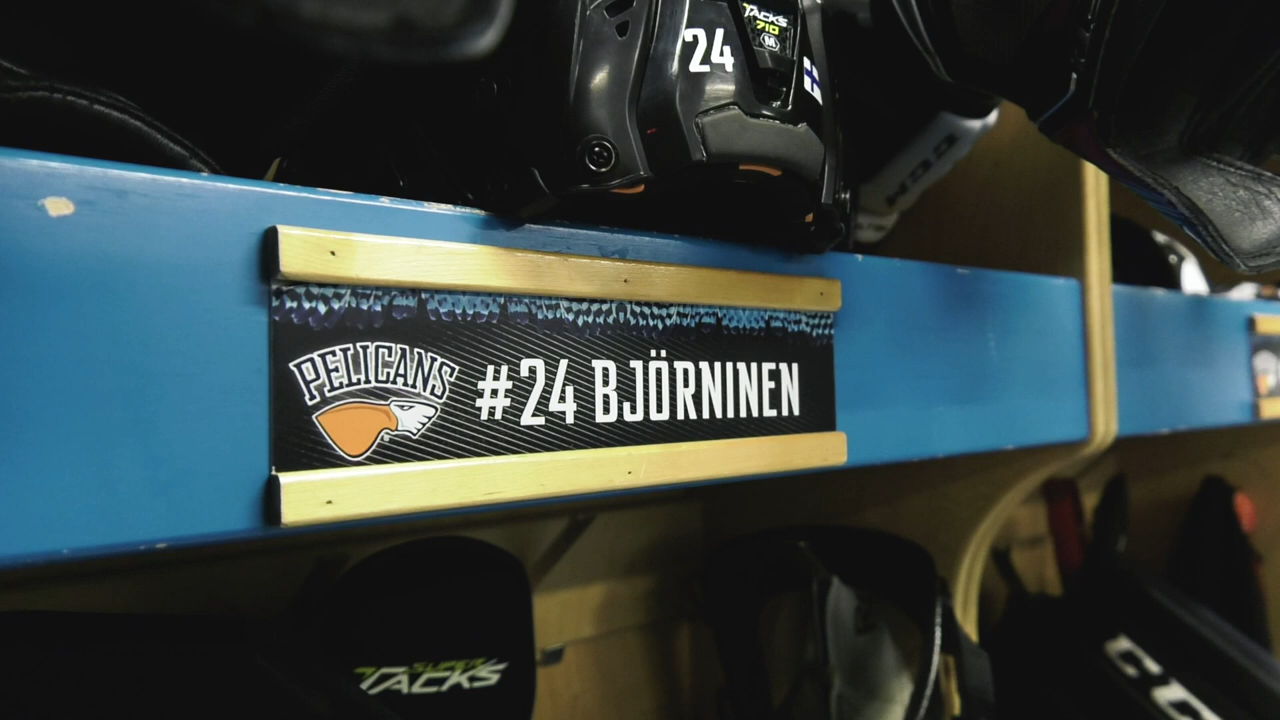 TACKS
710
M
24
CCM
PELICANS
#24 BJÖRNINEN
SUPER
TACKS